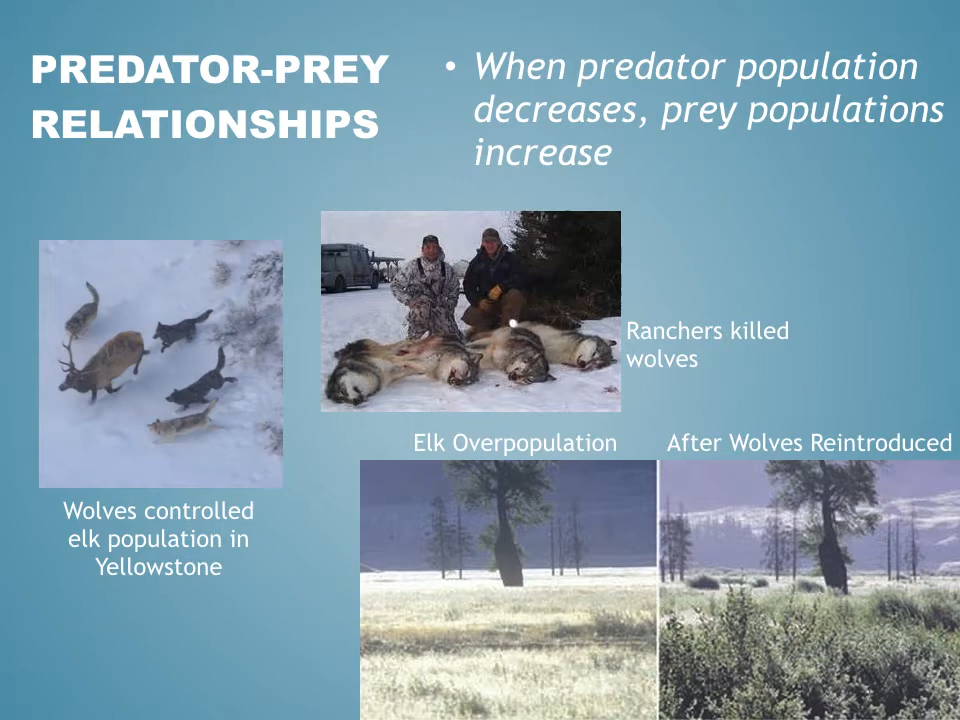 PREDATOR-PREY
RELATIONSHIPS
• When predator population
decreases, prey populations
increase
Ranchers killed
wolves
Elk Overpopulation
After Wolves Reintroduced
Wolves controlled
elk population in
Yellowstone